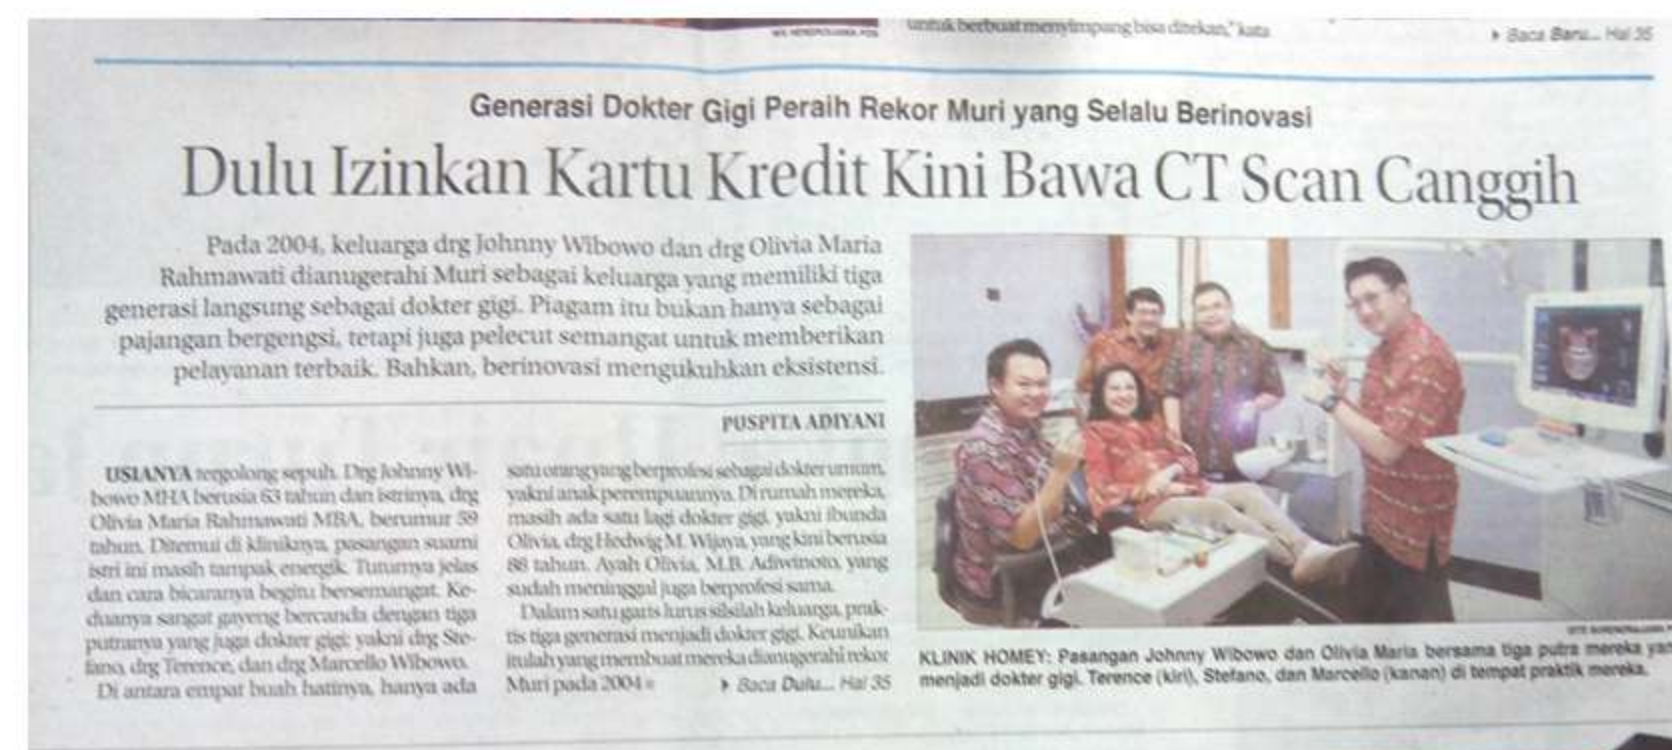 untuk berbuat menyimpang bisa ditekan," kata
▸ Baca Baru... Hal 35
Generasi Dokter Gigi Peraih Rekor Muri yang Selalu Berinovasi
Dulu Izinkan Kartu Kredit Kini Bawa CT Scan Canggih
Pada 2004, keluarga drg Johnny Wibowo dan drg Olivia Maria
Rahmawati dianugerahi Muri sebagai keluarga yang memiliki tiga
generasi langsung sebagai dokter gigi. Piagam itu bukan hanya sebagai
pajangan bergengsi, tetapi juga pelecut semangat untuk memberikan
pelayanan terbaik. Bahkan, berinovasi mengukuhkan eksistensi.
PUSPITA ADIYANI
USIANYA tergolong sepuh. Drg Johnny Wi-
bowo MHA berusia 63 tahun dan istrinya, drg
Olivia Maria Rahmawati MBA, berumur 59
tahun. Ditemui di kliniknya, pasangan suami
istri ini masih tampak energik. Tuturnya jelas
dan cara bicaranya begitu bersemangat. Ke-
duanya sangat gayeng bercanda dengan tiga
putranya yang juga dokter gigi: yakni drg Ste-
fano, drg Terence, dan drg Marcello Wibowo.
Di antara empat buah hatinya, hanya ada
satu orang yang berprofesi sebagai dokter umum,
yakni anak perempuannya. Di rumah mereka,
masih ada satu lagi dokter gigi, yakni ibunda
Olivia, drg Hedwig M. Wijaya, yang kini berusia
88 tahun. Ayah Olivia, M.B. Adiwinoto, yang
sudah meninggal juga berprofesi sama.
Dalam satu garis lurus silsilah keluarga, prak-
tis tiga generasi menjadi dokter gigi. Keunikan
itulah yang membuat mereka dianugerahi rekor
Muri pada 2004
▸ Baca Dulu... Hal 35
KLINIK HOMEY: Pasangan Johnny Wibowo dan Olivia Maria bersama tiga putra mereka yan
menjadi dokter gigi, Terence (kiri), Stefano, dan Marcello (kanan) di tempat praktik mereka.